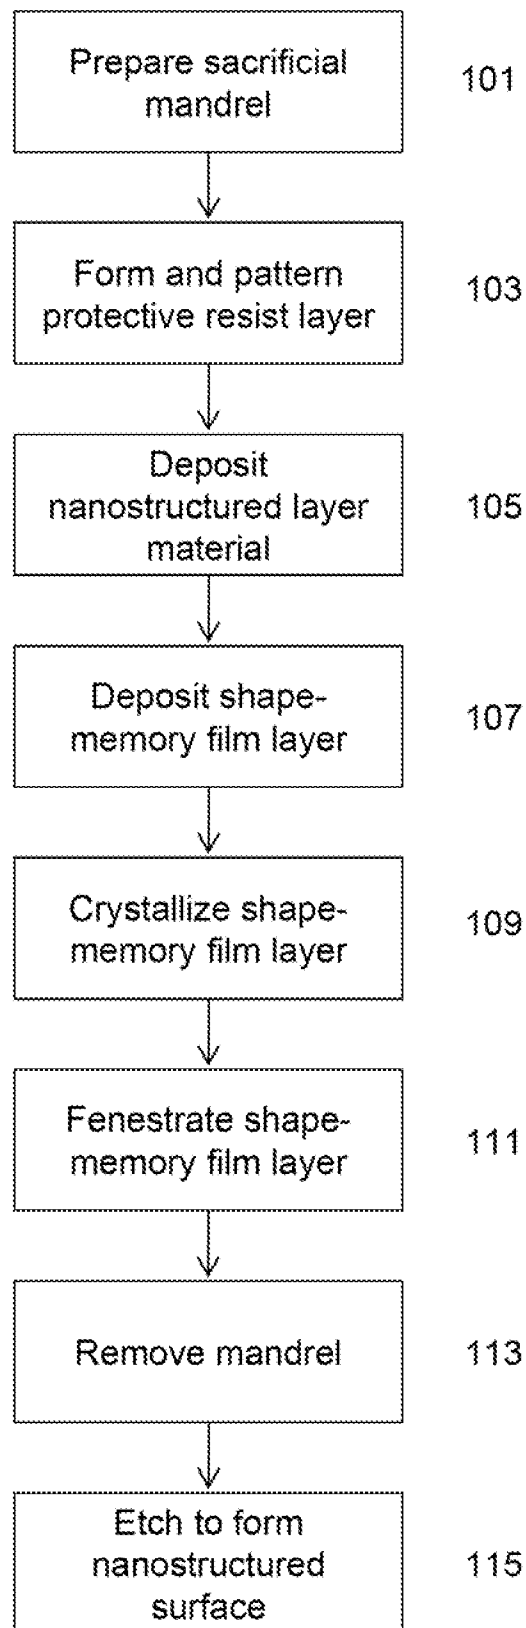 Prepare sacrificial
mandrel
101
Form and pattern
protective resist layer
103
Deposit
nanostructured layer
material
105
Deposit shape-
memory film layer
107
Crystallize shape-
memory film layer
109
Fenestrate shape-
memory film layer
111
Remove mandrel
113
Etch to form
nanostructured
surface
115